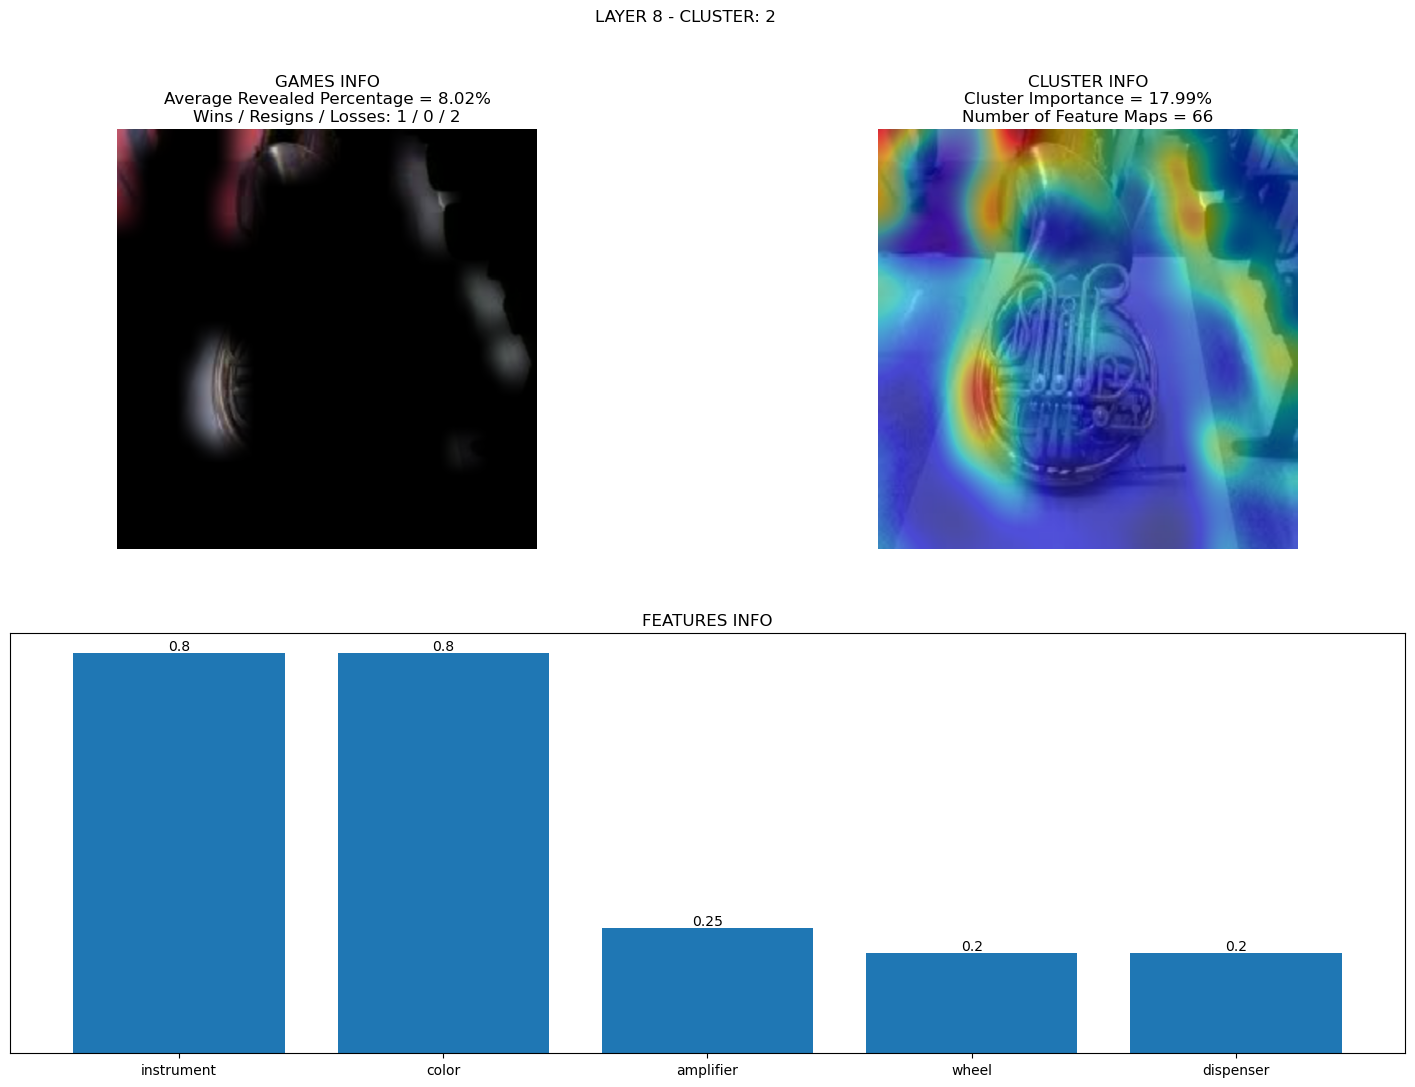 LAYER 8 - CLUSTER: 2
GAMES INFO
Average Revealed Percentage = 8.02%
Wins / Resigns / Losses: 1 / 0 / 2
CLUSTER INFO
Cluster Importance = 17.99%
Number of Feature Maps = 66
FEATURES INFO
0.8
0.8
0.25
0.2
0.2
instrument
color
amplifier
wheel
dispenser